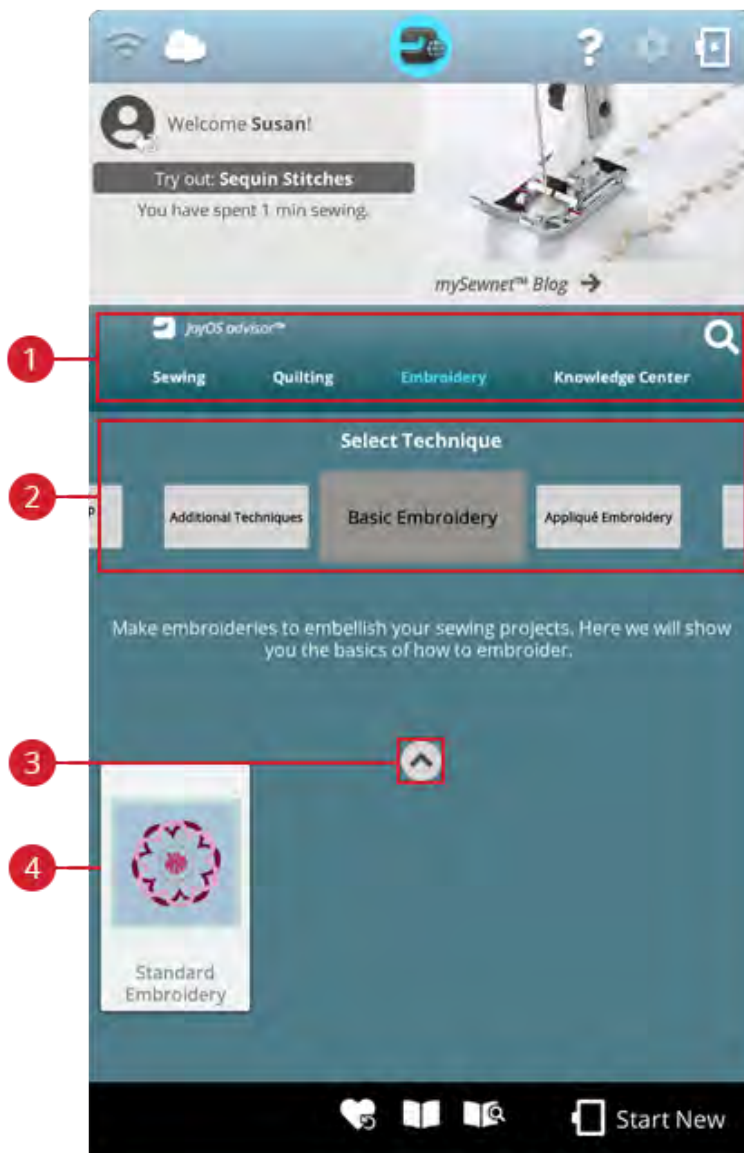 Welcome Susan!
Try out: Sequin Stitches
You have spent 1 min sewing.
mySewnet™ Blog
JoyOS advisor™
1
Sewing Quilting Embroidery Knowledge Center
Select Technique
2
p Additional Techniques Basic Embroidery Appliqué Embroidery
Make embroideries to embellish your sewing projects. Here we will show
you the basics of how to embroider.
3
4
Standard
Embroidery
Start New